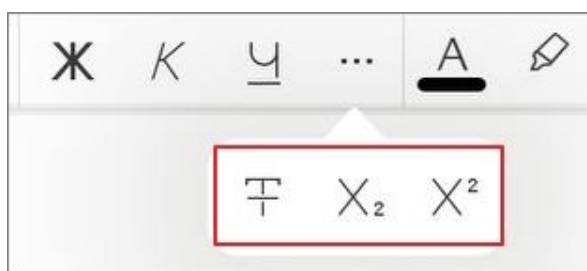 Ж К Ч ... А
Т X₂ X²